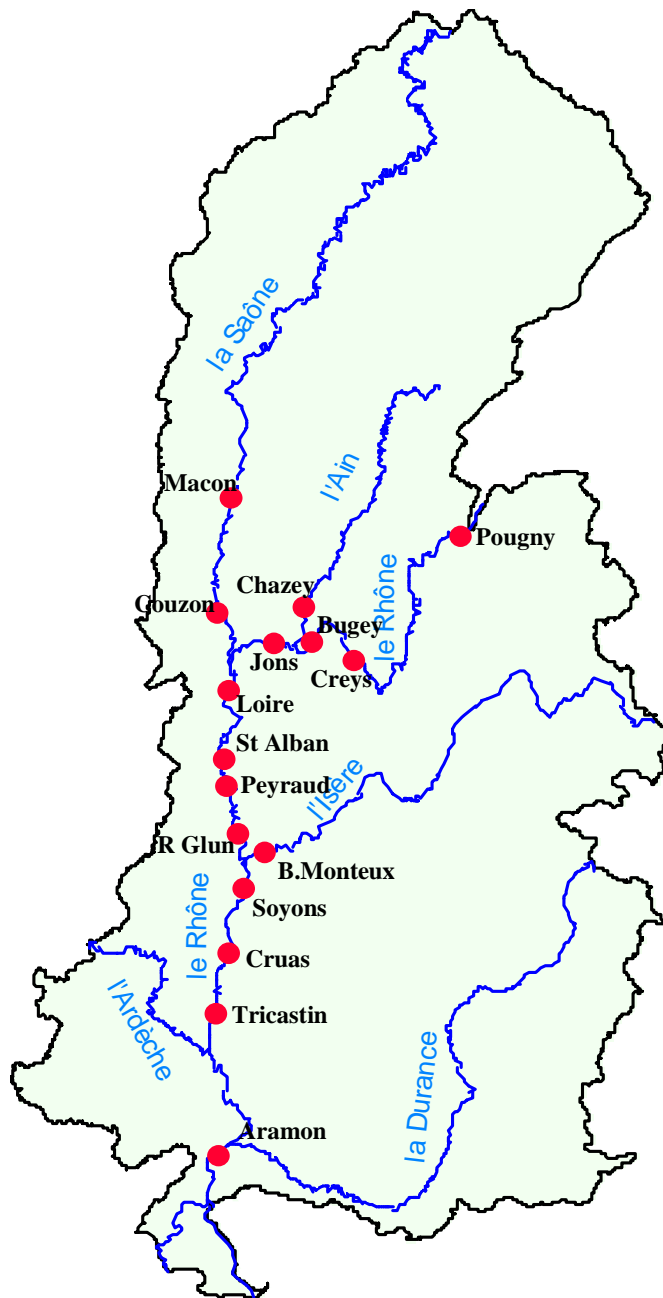 la Saône
l'Ain
Macon
Pougny
Chazey
Couzon
Bugey
le Rhône
Jons
Creys
Loire
St Alban
Peyraud
l'Isère
R Glun
B.Monteux
Soyons
le Rhône
Cruas
l'Ardèche
Tricastin
la Durance
Aramon